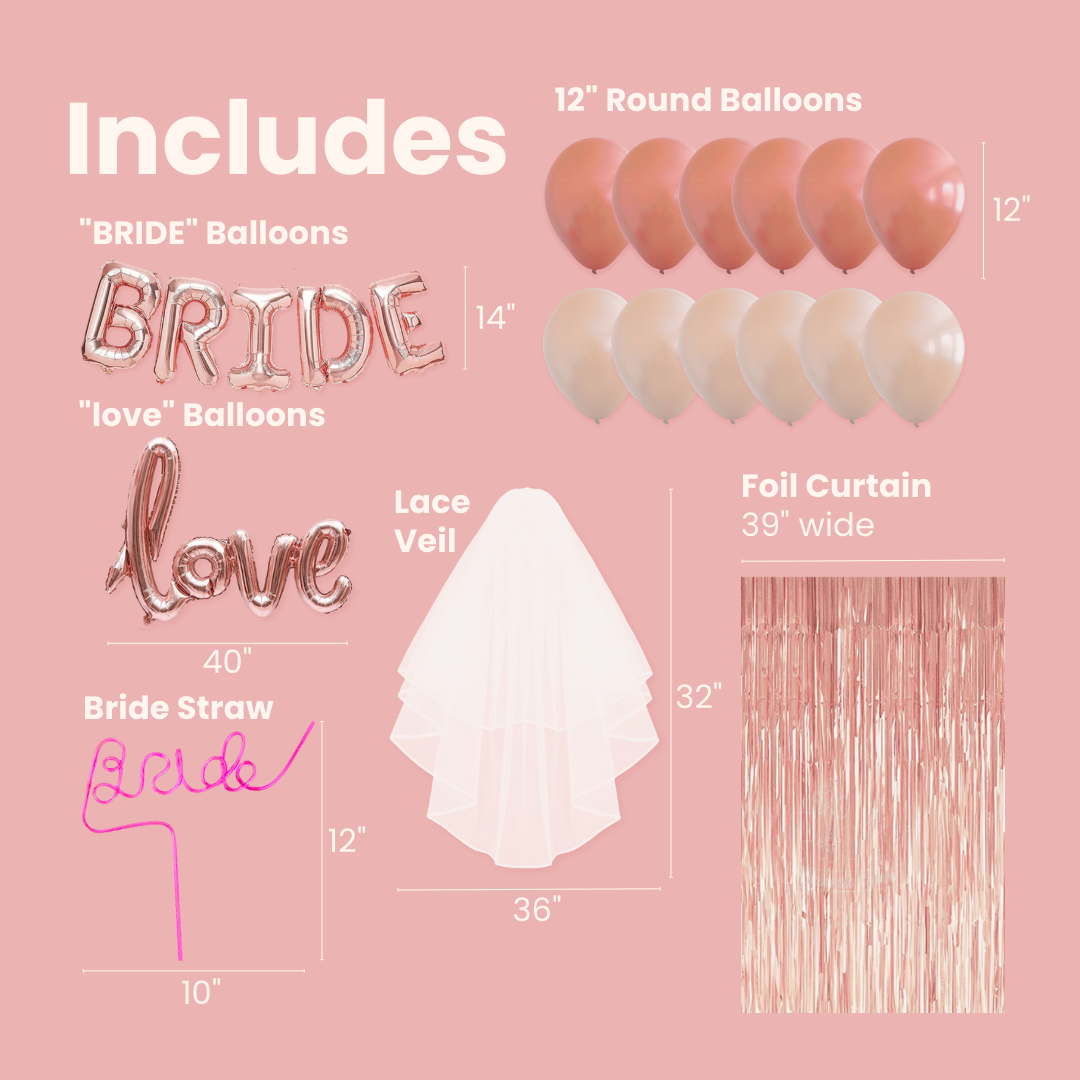 Includes
"BRIDE" Balloons
BRIDE
14"
"love" Balloons
love
40"
Bride Straw
Bride
12"
10"
12" Round Balloons
12"
Lace
Veil
32"
36"
Foil Curtain
39" wide